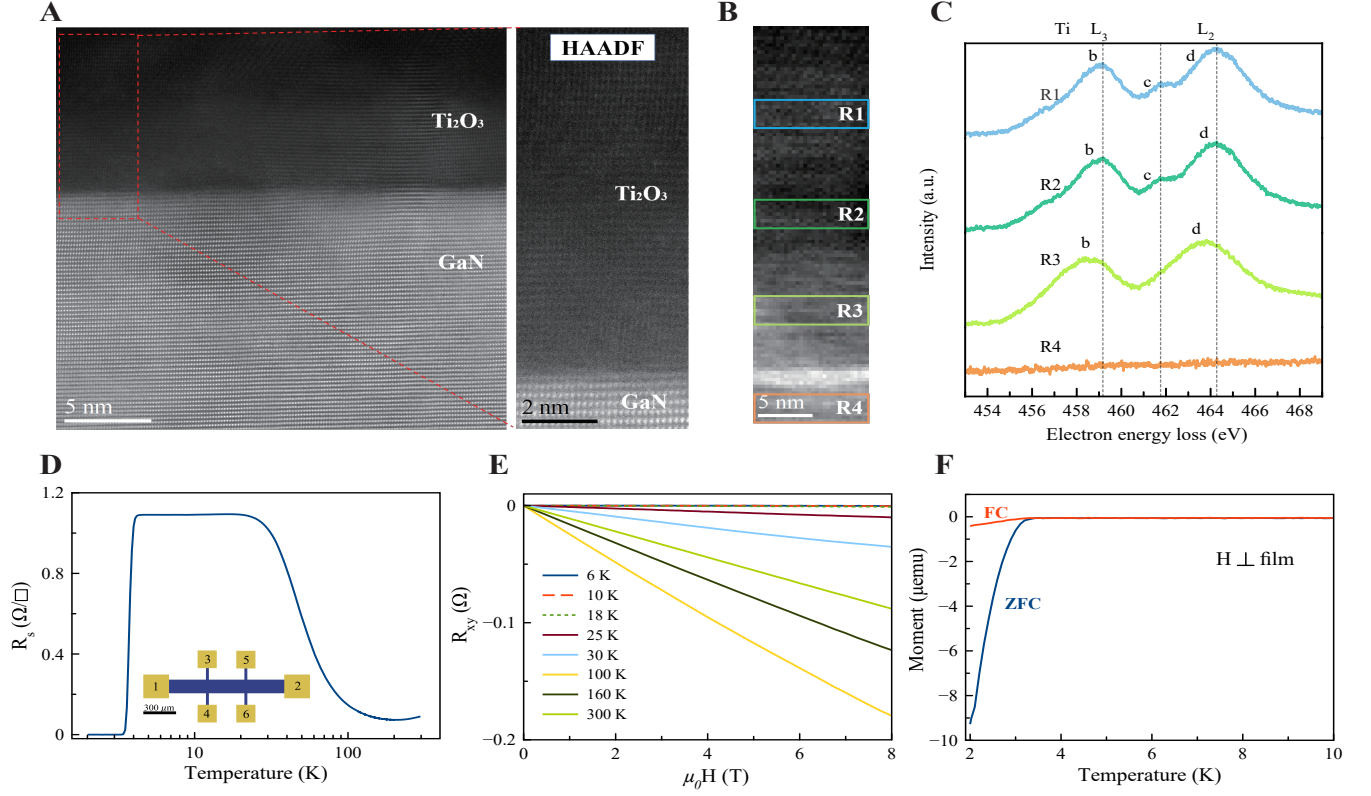 A
HAADF
Ti₂O₃
GaN
5 nm
Ti₂O₃
GaN
2 nm
B
R1
R2
R3
R4
5 nm
C
Ti L₃ L₂
b c d
R1
b c d
R2
b d
R3
R4
Intensity (a.u.)
454 456 458 460 462 464 466 468
Electron energy loss (eV)
D
1.2
0.8
0.4
0
Rₛ (Ω/□)
3 5
1 2
4 6
300 μm
10 100
Temperature (K)
E
0
−0.1
−0.2
Rxy (Ω)
6 K
10 K
18 K
25 K
30 K
100 K
160 K
300 K
0 2 4 6 8
μ₀H (T)
F
0
−2
−4
−6
−8
−10
Moment (μemu)
FC
ZFC
H ⊥ film
2 4 6 8 10
Temperature (K)